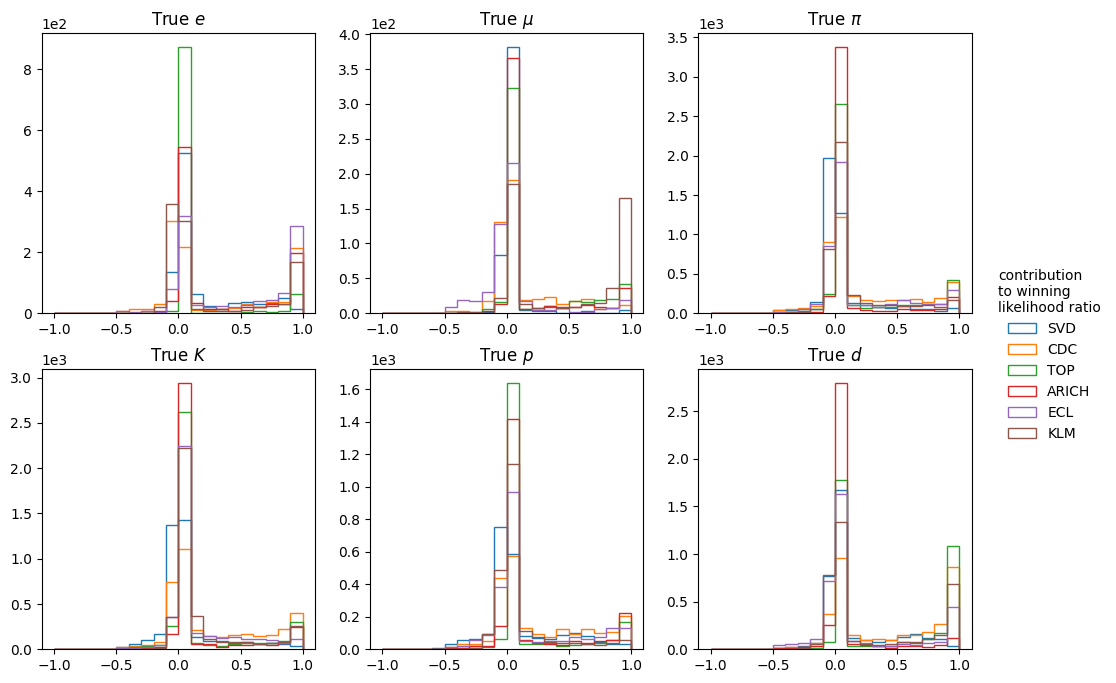 True e
1e2
8
6
4
2
0
−1.0 −0.5 0.0 0.5 1.0
True μ
1e2
4.0
3.5
3.0
2.5
2.0
1.5
1.0
0.5
0.0
−1.0 −0.5 0.0 0.5 1.0
True π
1e3
3.5
3.0
2.5
2.0
1.5
1.0
0.5
0.0
−1.0 −0.5 0.0 0.5 1.0
contribution
to winning
likelihood ratio
SVD
CDC
TOP
ARICH
ECL
KLM
True K
1e3
3.0
2.5
2.0
1.5
1.0
0.5
0.0
−1.0 −0.5 0.0 0.5 1.0
True p
1e3
1.6
1.4
1.2
1.0
0.8
0.6
0.4
0.2
0.0
−1.0 −0.5 0.0 0.5 1.0
True d
1e3
2.5
2.0
1.5
1.0
0.5
0.0
−1.0 −0.5 0.0 0.5 1.0